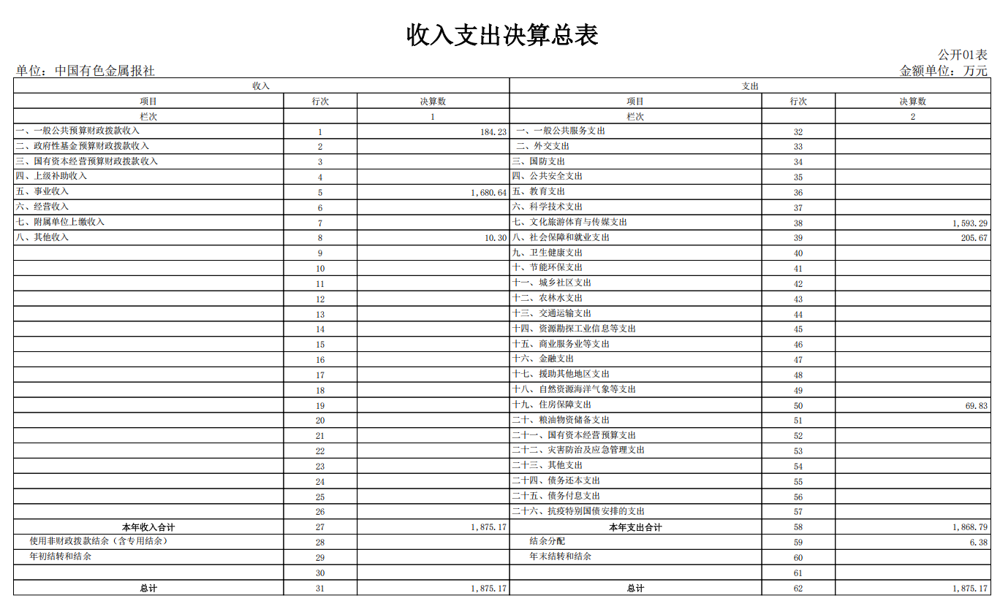 收入支出决算总表
公开01表
单位：中国有色金属报社 金额单位：万元
收入 支出
项目 行次 决算数 项目 行次 决算数
栏次 1 栏次 2
一、一般公共预算财政拨款收入 1 184.23 一、一般公共服务支出 32
二、政府性基金预算财政拨款收入 2 二、外交支出 33
三、国有资本经营预算财政拨款收入 3 三、国防支出 34
四、上级补助收入 4 四、公共安全支出 35
五、事业收入 5 1,680.64 五、教育支出 36
六、经营收入 6 六、科学技术支出 37
七、附属单位上缴收入 7 七、文化旅游体育与传媒支出 38 1,593.29
八、其他收入 8 10.30 八、社会保障和就业支出 39 205.67
9 九、卫生健康支出 40
10 十、节能环保支出 41
11 十一、城乡社区支出 42
12 十二、农林水支出 43
13 十三、交通运输支出 44
14 十四、资源勘探工业信息等支出 45
15 十五、商业服务业等支出 46
16 十六、金融支出 47
17 十七、援助其他地区支出 48
18 十八、自然资源海洋气象等支出 49
19 十九、住房保障支出 50 69.83
20 二十、粮油物资储备支出 51
21 二十一、国有资本经营预算支出 52
22 二十二、灾害防治及应急管理支出 53
23 二十三、其他支出 54
24 二十四、债务还本支出 55
25 二十五、债务付息支出 56
26 二十六、抗疫特别国债安排的支出 57
本年收入合计 27 1,875.17 本年支出合计 58 1,868.79
使用非财政拨款结余（含专用结余） 28 结余分配 59 6.38
年初结转和结余 29 年末结转和结余 60
30 61
总计 31 1,875.17 总计 62 1,875.17